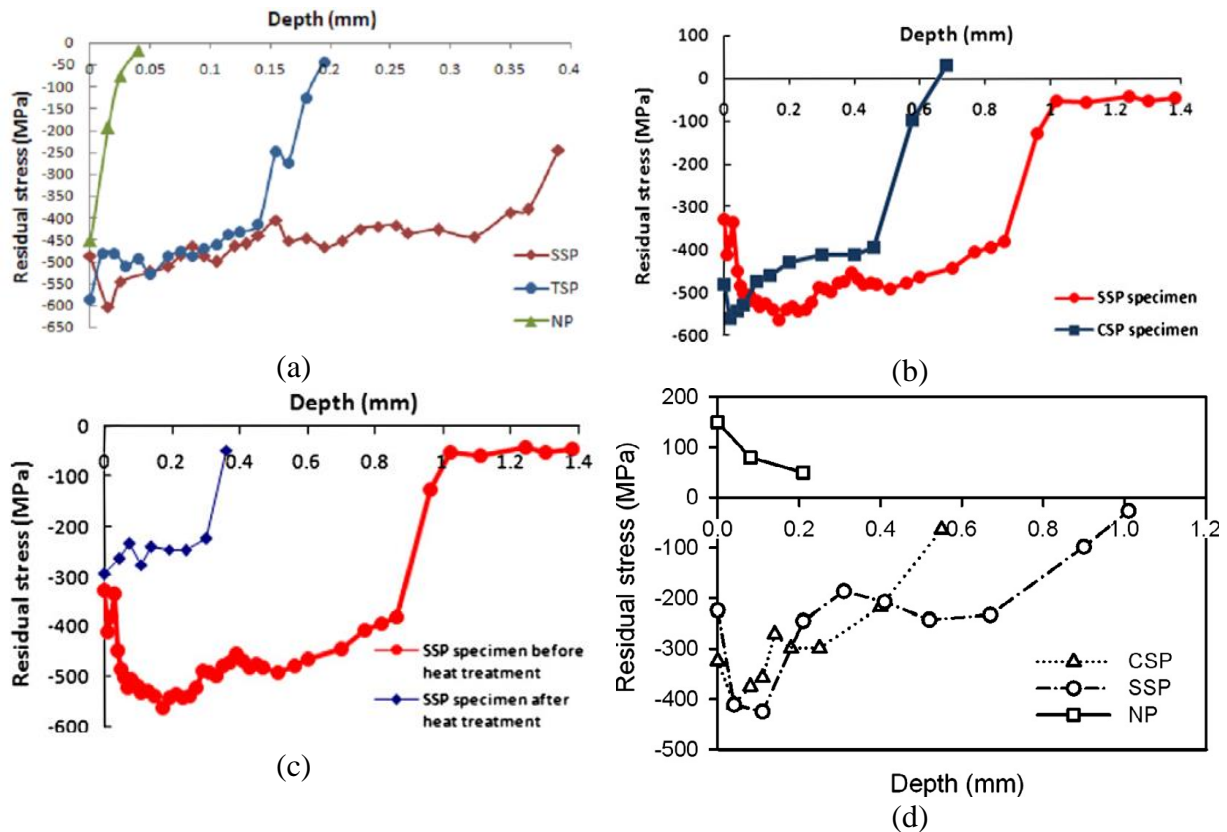 Depth (mm)
0
-50
-100
-150
-200
-250
-300
-350
-400
-450
-500
-550
-600
-650
0 0.05 0.1 0.15 0.2 0.25 0.3 0.35 0.4
Residual stress (MPa)
SSP
TSP
NP
(a)
Depth (mm)
100
0
-100
-200
-300
-400
-500
-600
0 0.2 0.4 0.6 0.8 1 1.2 1.4
Residual stress (MPa)
SSP specimen
CSP specimen
(b)
Depth (mm)
0
-100
-200
-300
-400
-500
-600
0 0.2 0.4 0.6 0.8 1 1.2 1.4
Residual stress (MPa)
SSP specimen before
heat treatment
SSP specimen after
heat treatment
(c)
200
100
0
-100
-200
-300
-400
-500
0.0 0.2 0.4 0.6 0.8 1.0 1.2
Residual stress (MPa)
CSP
SSP
NP
Depth (mm)
(d)